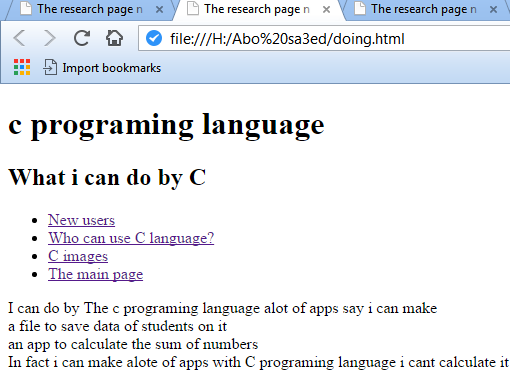 The research page n
The research page n
The research page n
file:///H:/Abo%20sa3ed/doing.html
Import bookmarks
c programing language
What i can do by C
New users
Who can use C language?
C images
The main page
I can do by The c programing language alot of apps say i can make
a file to save data of students on it
an app to calculate the sum of numbers
In fact i can make alote of apps with C programing language i cant calculate it